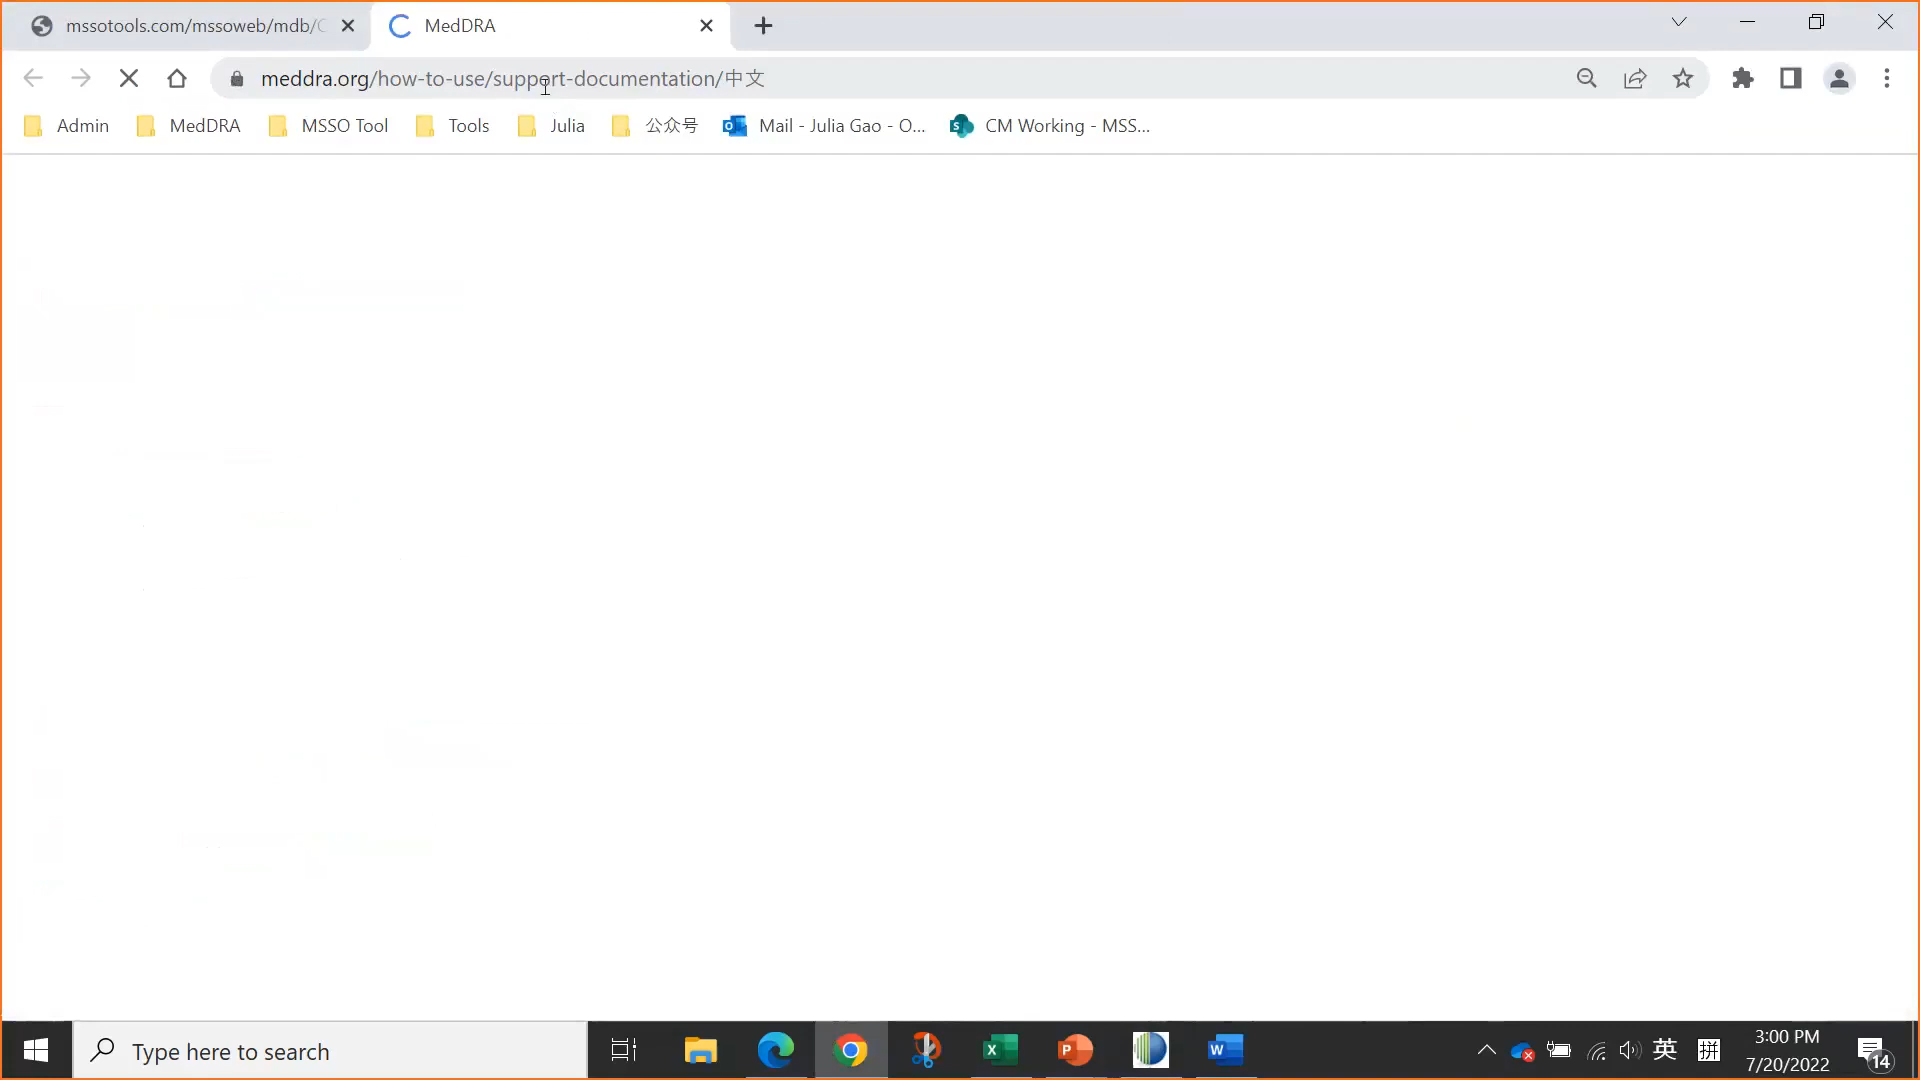 mssotools.com/mssoweb/mdb/C
MedDRA
meddra.org/how-to-use/support-documentation/中文
Admin
MedDRA
MSSO Tool
Tools
Julia
公众号
Mail - Julia Gao - O...
CM Working - MSS...
Type here to search
英
拼
3:00 PM
7/20/2022
14